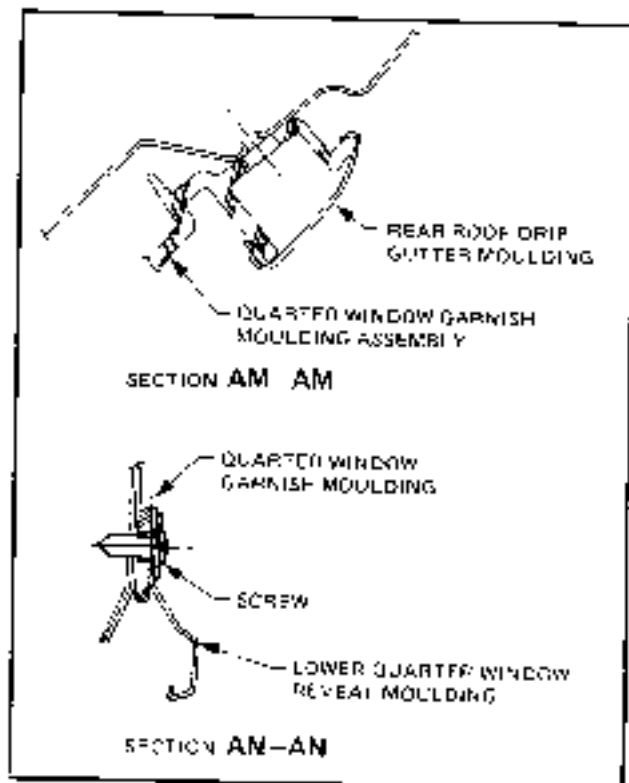 REAR ROOF DRIP
GUTTER MOULDING
QUARTER WINDOW GARNISH
MOULDING ASSEMBLY
SECTION AM AM
QUARTER WINDOW
GARNISH MOULDING
SCREW
LOWER QUARTER WINDOW
REVEAL MOULDING
SECTION AM-AN